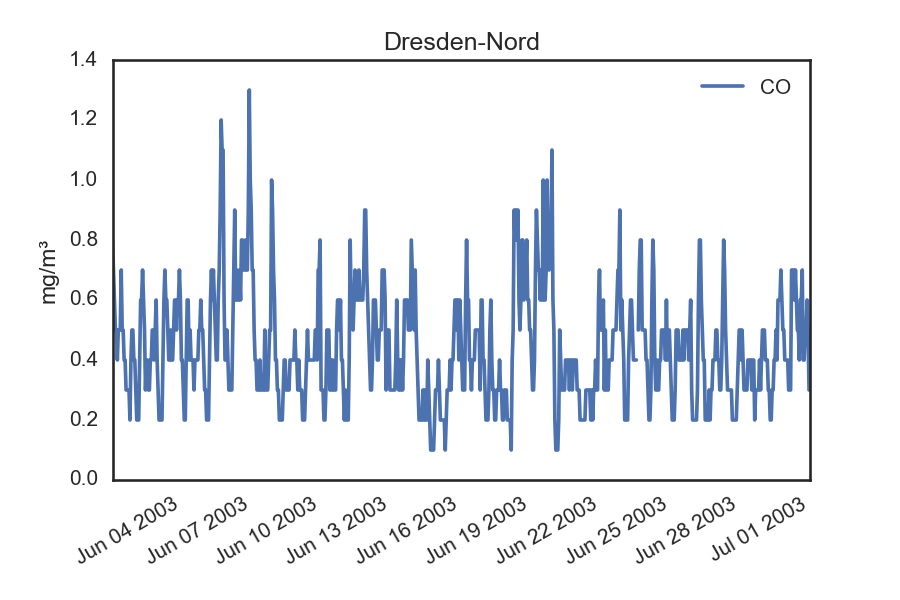 Dresden-Nord
1.4
1.2
1.0
0.8
0.6
0.4
0.2
0.0
mg/m³
CO
Jun 04 2003
Jun 07 2003
Jun 10 2003
Jun 13 2003
Jun 16 2003
Jun 19 2003
Jun 22 2003
Jun 25 2003
Jun 28 2003
Jul 01 2003